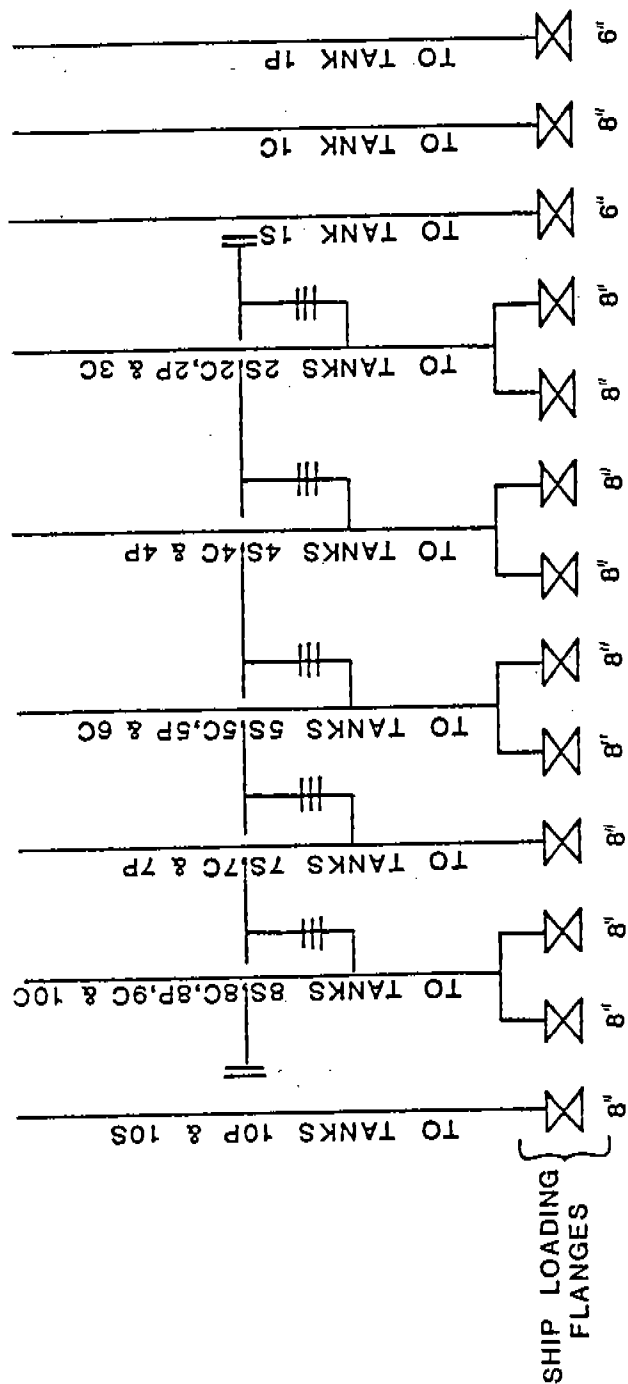 TO TANK 1P
6"
TO TANK 1C
8"
TO TANK 1S
6"
TO TANKS 2S,2C,2P & 3C
8"
8"
TO TANKS 4S,4C & 4P
8"
8"
TO TANKS 5S,5C,5P & 6C
8"
8"
TO TANKS 7S,7C & 7P
8"
TO TANKS 8S,8C,8P,9C & 10C
8"
8"
TO TANKS 10P & 10S
8"
SHIP LOADING
FLANGES